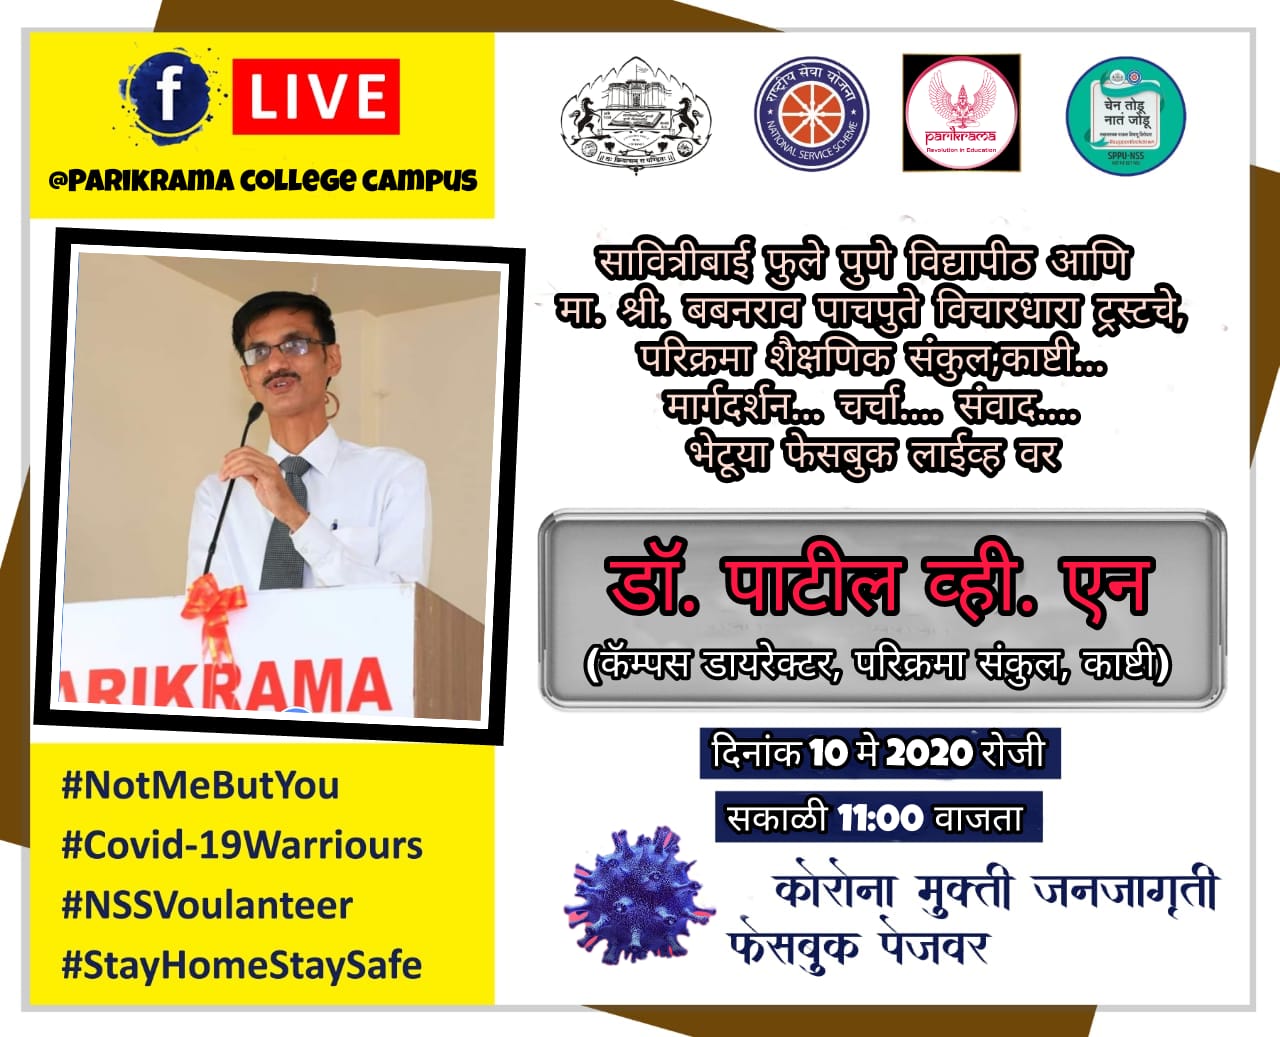 f LIVE
@PARIKRAMA COLLEGE CAMPUS
राष्ट्रीय सेवा योजना
NATIONAL SERVICE SCHEME
parikrama
Revolution in Education
चेन तोडू
नातं जोडू
SPPU-NSS
सावित्रीबाई फुले पुणे विद्यापीठ आणि
मा. श्री. बबनराव पाचपुते विचारधारा ट्रस्टचे,
परिक्रमा शैक्षणिक संकुल,काष्टी...
मार्गदर्शन... चर्चा.... संवाद....
भेटूया फेसबुक लाईव्ह वर
डॉ. पाटील व्ही. एन
(कॅम्पस डायरेक्टर, परिक्रमा संकुल, काष्टी)
दिनांक 10 मे 2020 रोजी
सकाळी 11:00 वाजता
कोरोना मुक्ती जनजागृती
फेसबुक पेजवर
ARIKRAMA
#NotMeButYou
#Covid-19Warriours
#NSSVoulanteer
#StayHomeStaySafe